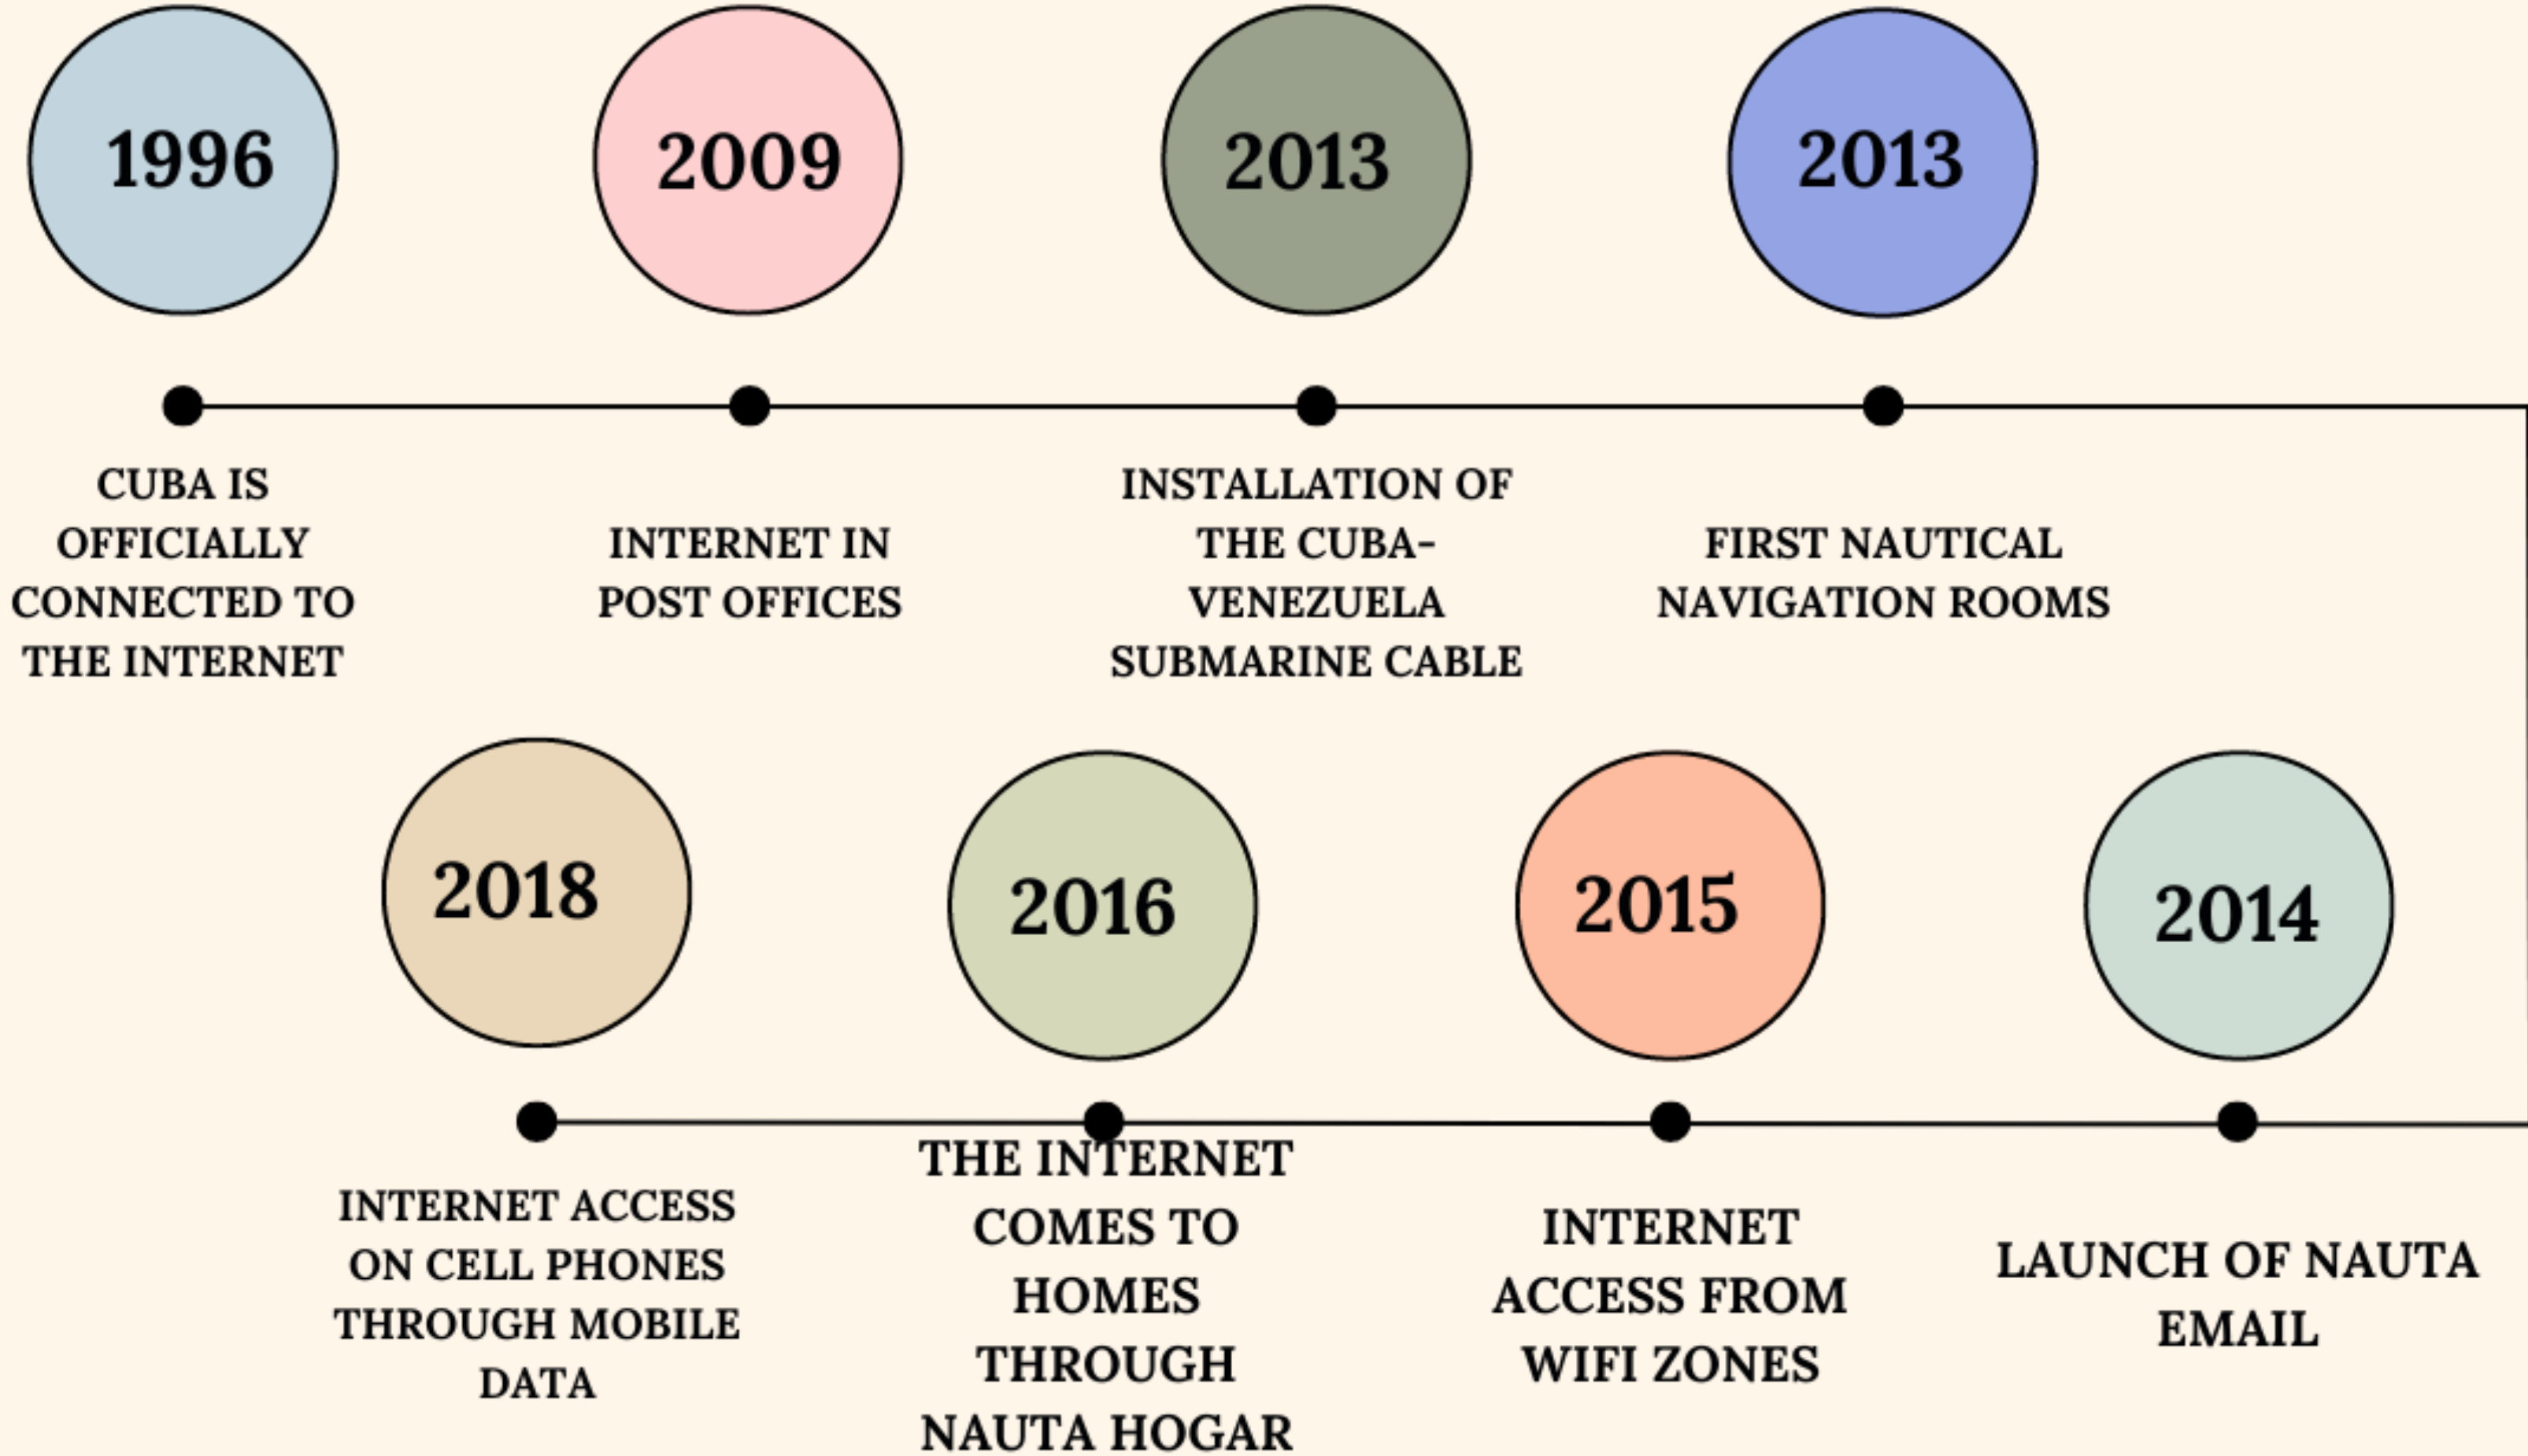 1996
2009
2013
2013
CUBA IS
OFFICIALLY
CONNECTED TO
THE INTERNET
INTERNET IN
POST OFFICES
INSTALLATION OF
THE CUBA-
VENEZUELA
SUBMARINE CABLE
FIRST NAUTICAL
NAVIGATION ROOMS
2018
2016
2015
2014
INTERNET ACCESS
ON CELL PHONES
THROUGH MOBILE
DATA
THE INTERNET
COMES TO
HOMES
THROUGH
NAUTA HOGAR
INTERNET
ACCESS FROM
WIFI ZONES
LAUNCH OF NAUTA
EMAIL